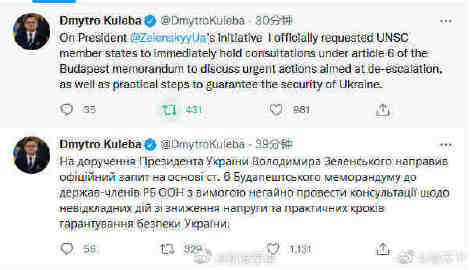 Dmytro Kuleba @DmytroKuleba · 30分钟
On President @ZelenskyyUa's initiative I officially requested UNSC
member states to immediately hold consultations under article 6 of the
Budapest memorandum to discuss urgent actions aimed at de-escalation,
as well as practical steps to guarantee the security of Ukraine.
35 431 981
Dmytro Kuleba @DmytroKuleba · 39分钟
На доручення Президента України Володимира Зеленського направив
офіційний запит на основі ст. 6 Будапештського меморандуму до
держав-членів РБ ООН з вимогою негайно провести консультації щодо
невідкладних дій зі зниження напруги та практичних кроків
гарантування безпеки України.
56 329 1,131